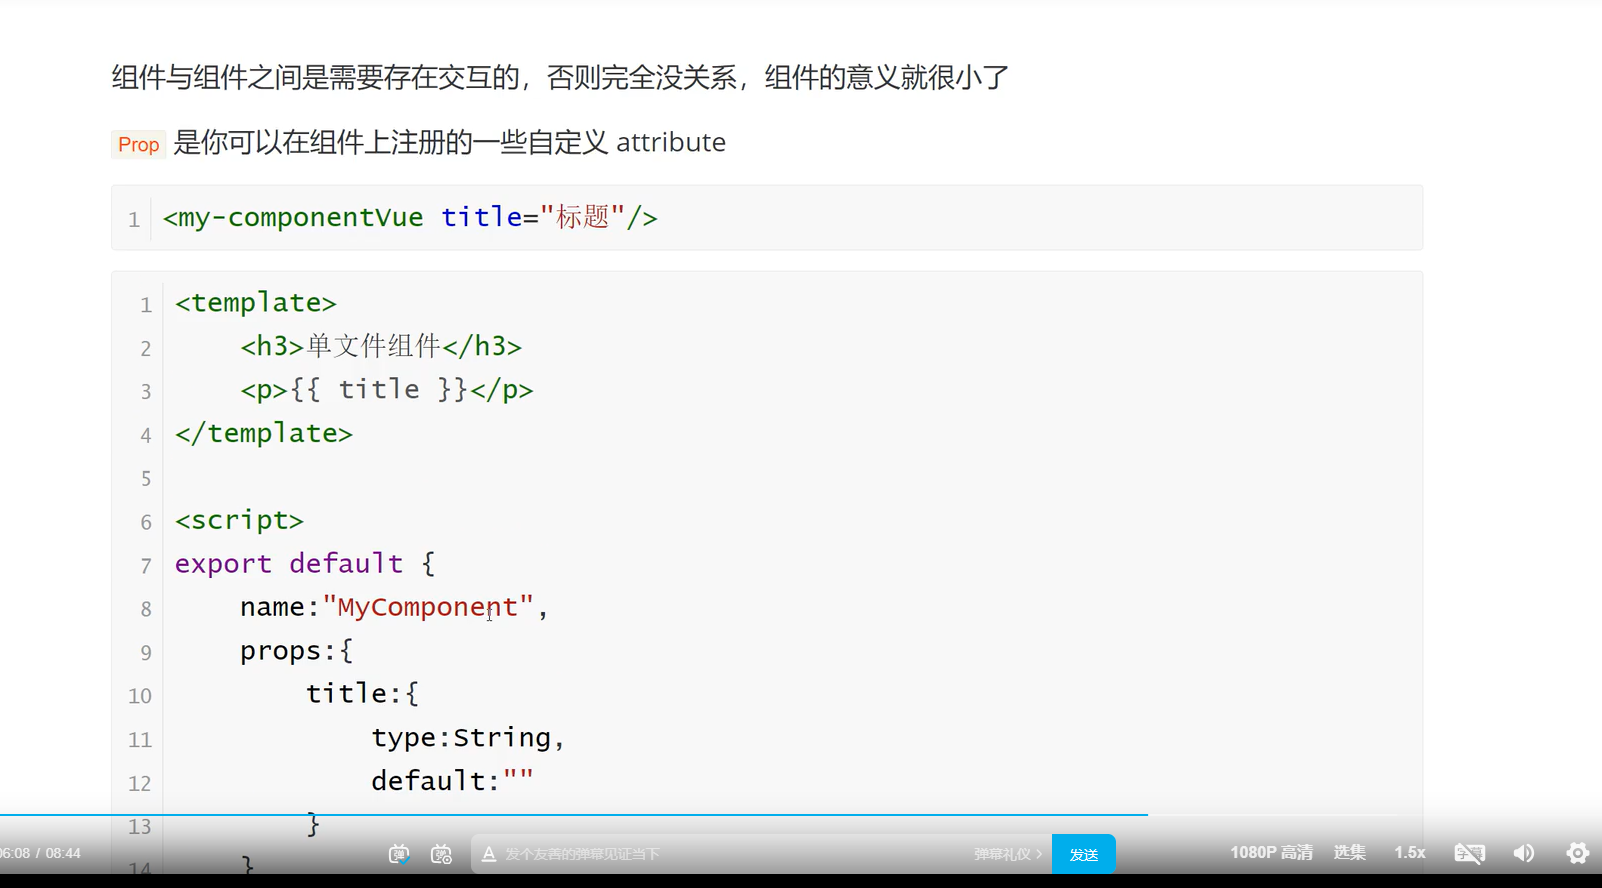 组件与组件之间是需要存在交互的，否则完全没关系，组件的意义就很小了
Prop 是你可以在组件上注册的一些自定义 attribute
1 <my-componentVue title="标题"/>
1 <template>
2 <h3>单文件组件</h3>
3 <p>{{ title }}</p>
4 </template>
5
6 <script>
7 export default {
8 name:"MyComponent",
9 props:{
10 title:{
11 type:String,
12 default:""
13 }
14 }
06:08 / 08:44 弹 弹 A 发个友善的弹幕见证当下 弹幕礼仪 > 发送 1080P 高清 选集 1.5x 字幕